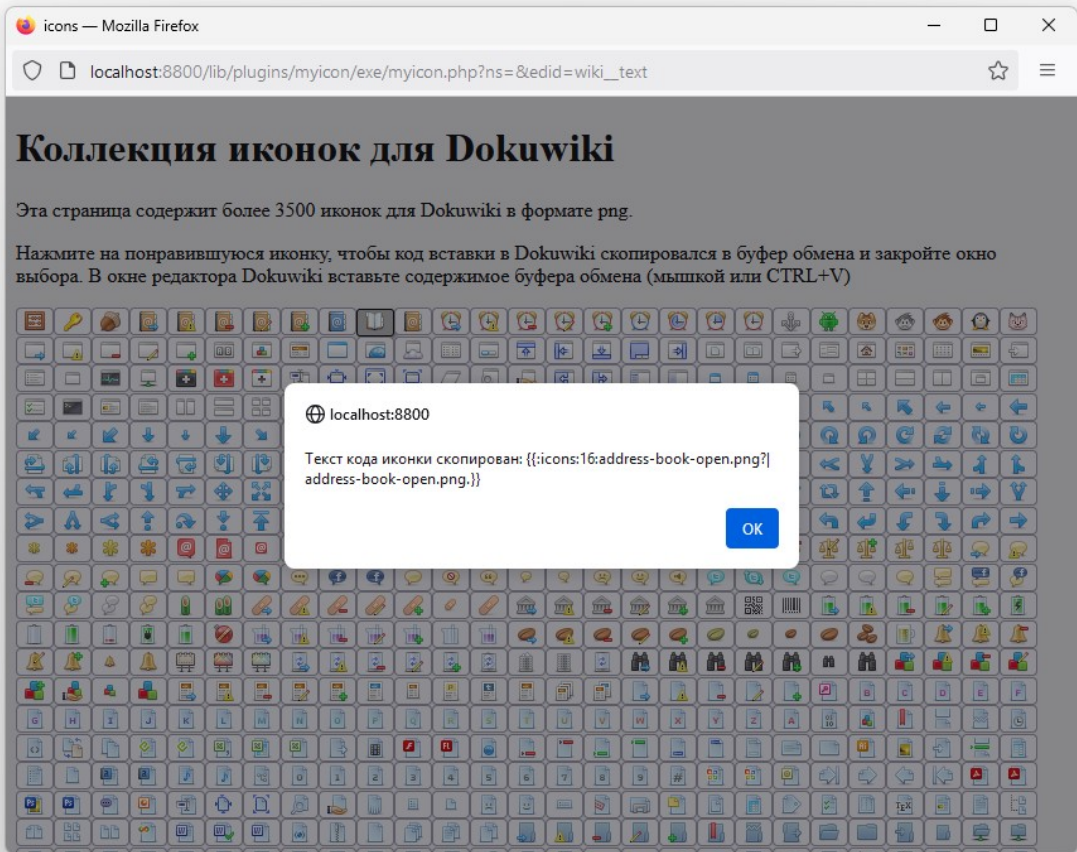 icons — Mozilla Firefox
localhost:8800/lib/plugins/myicon/exe/myicon.php?ns=&edid=wiki__text
Коллекция иконок для Dokuwiki
Эта страница содержит более 3500 иконок для Dokuwiki в формате png.
Нажмите на понравившуюся иконку, чтобы код вставки в Dokuwiki скопировался в буфер обмена и закройте окно
выбора. В окне редактора Dokuwiki вставьте содержимое буфера обмена (мышкой или CTRL+V)
localhost:8800
Текст кода иконки скопирован: {{:icons:16:address-book-open.png?|
address-book-open.png.}}
OK